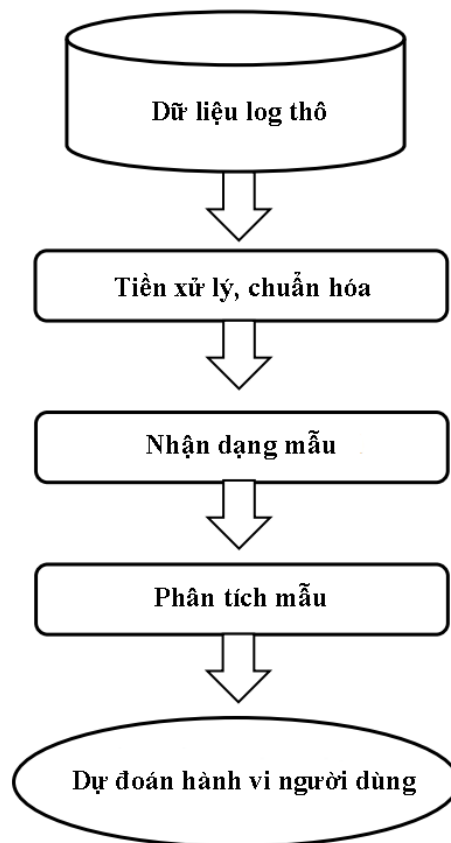 Dữ liệu log thô
Tiền xử lý, chuẩn hóa
Nhận dạng mẫu
Phân tích mẫu
Dự đoán hành vi người dùng